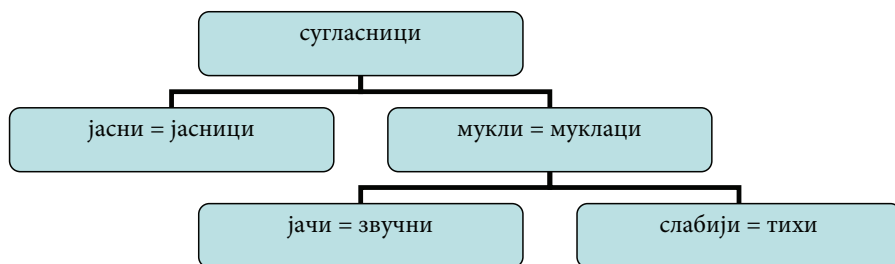 сугласници
јасни = јасници
мукли = муклаци
јачи = звучни
слабији = тихи